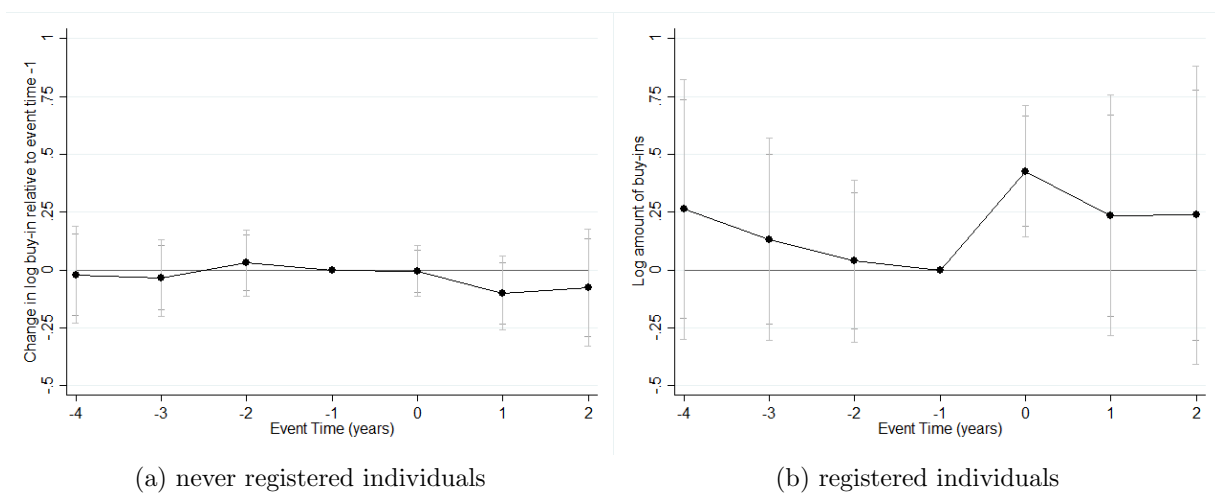 Change in log buy-in relative to event time -1
1
.75
.5
.25
0
-.25
-.5
-4 -3 -2 -1 0 1 2
Event Time (years)
(a) never registered individuals
Log amount of buy-ins
1
.75
.5
.25
0
-.25
-.5
-4 -3 -2 -1 0 1 2
Event Time (years)
(b) registered individuals